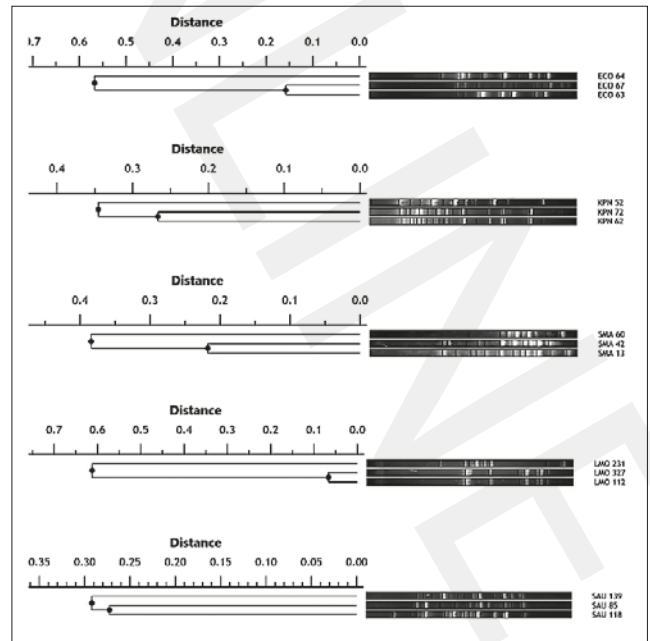 Distance
0.7 0.6 0.5 0.4 0.3 0.2 0.1 0.0
ECO 64
ECO 67
ECO 63
Distance
0.4 0.3 0.2 0.1 0.0
KPN 52
KPN 72
KPN 62
Distance
0.4 0.3 0.2 0.1 0.0
SMA 60
SMA 42
SMA 13
Distance
0.7 0.6 0.5 0.4 0.3 0.2 0.1 0.0
LMO 231
LMO 327
LMO 112
Distance
0.35 0.30 0.25 0.20 0.15 0.10 0.05 0.00
SAU 139
SAU 85
SAU 118